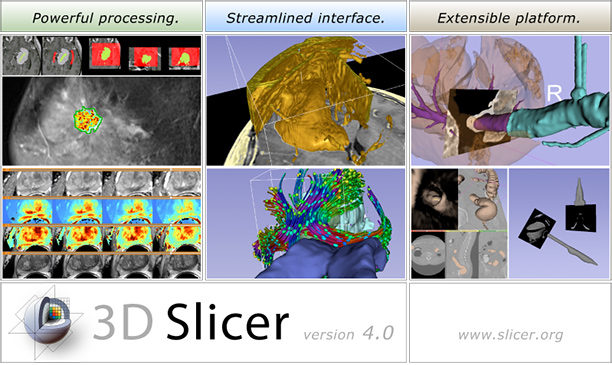 Powerful processing.
Streamlined interface.
Extensible platform.
R
3D Slicer version 4.0
www.slicer.org